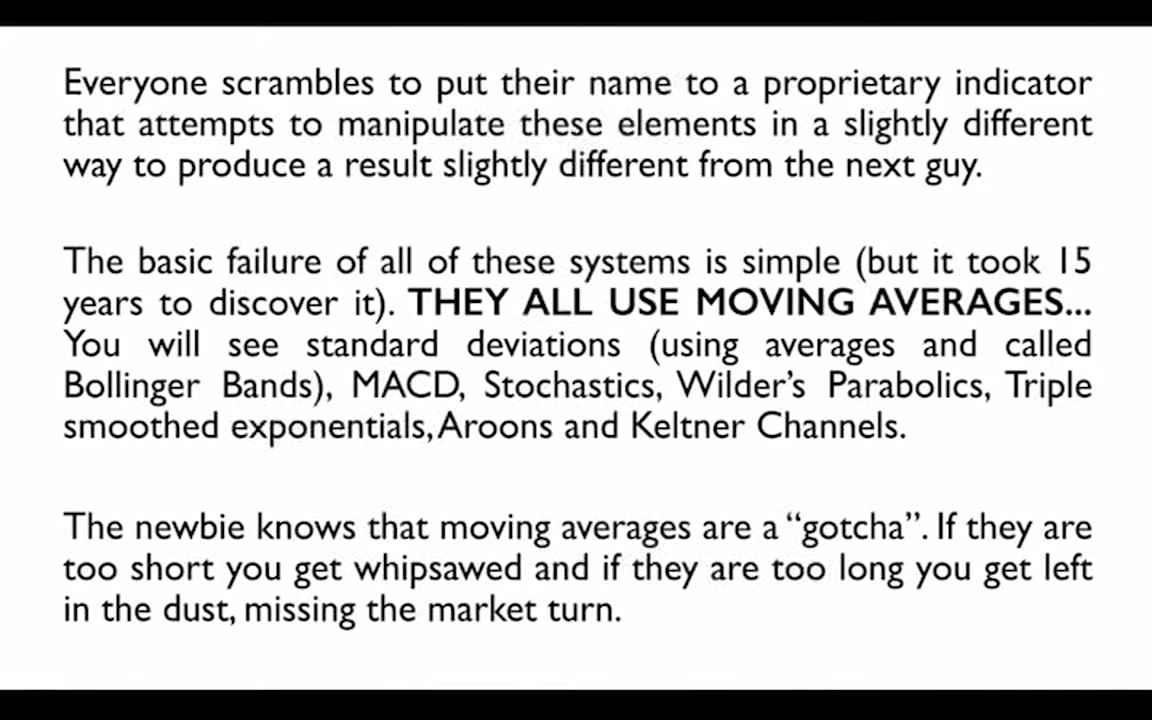 Everyone scrambles to put their name to a proprietary indicator
that attempts to manipulate these elements in a slightly different
way to produce a result slightly different from the next guy.
The basic failure of all of these systems is simple (but it took 15
years to discover it). THEY ALL USE MOVING AVERAGES...
You will see standard deviations (using averages and called
Bollinger Bands), MACD, Stochastics, Wilder’s Parabolics, Triple
smoothed exponentials, Aroons and Keltner Channels.
The newbie knows that moving averages are a “gotcha”. If they are
too short you get whipsawed and if they are too long you get left
in the dust, missing the market turn.